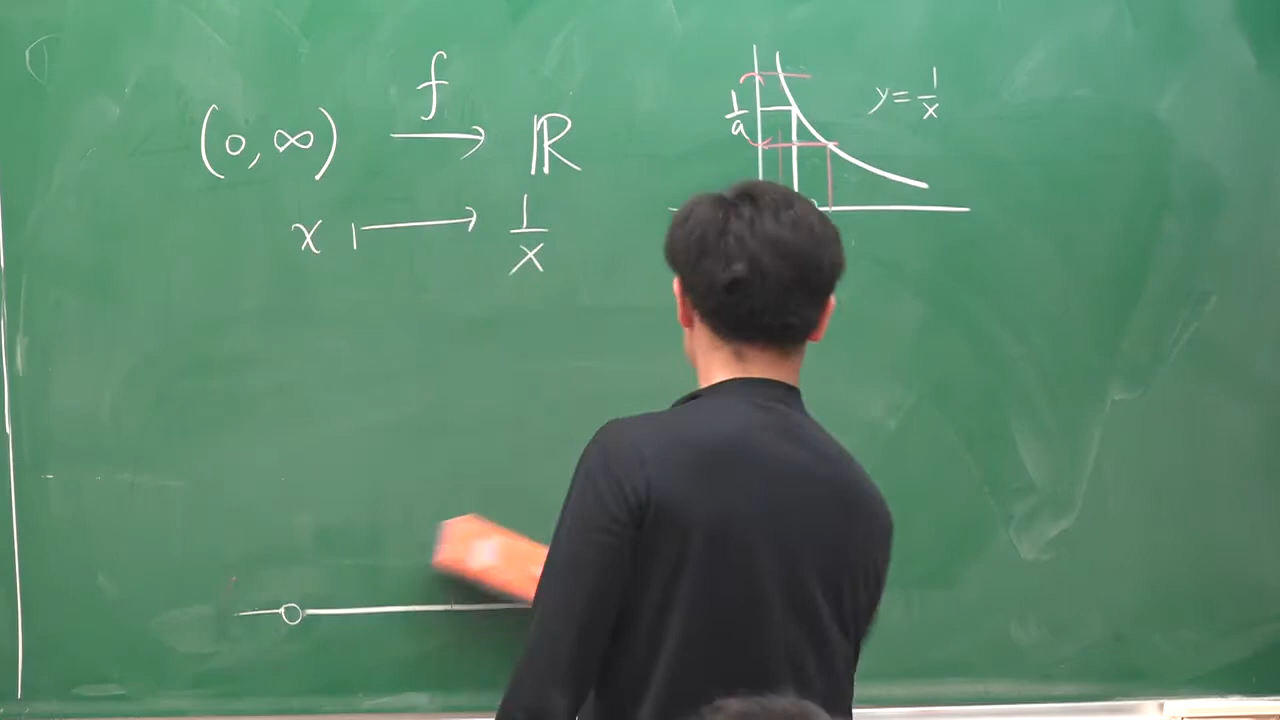 (0, ∞) f→ ℝ
x ↦ 1/x
1/a
y = 1/x